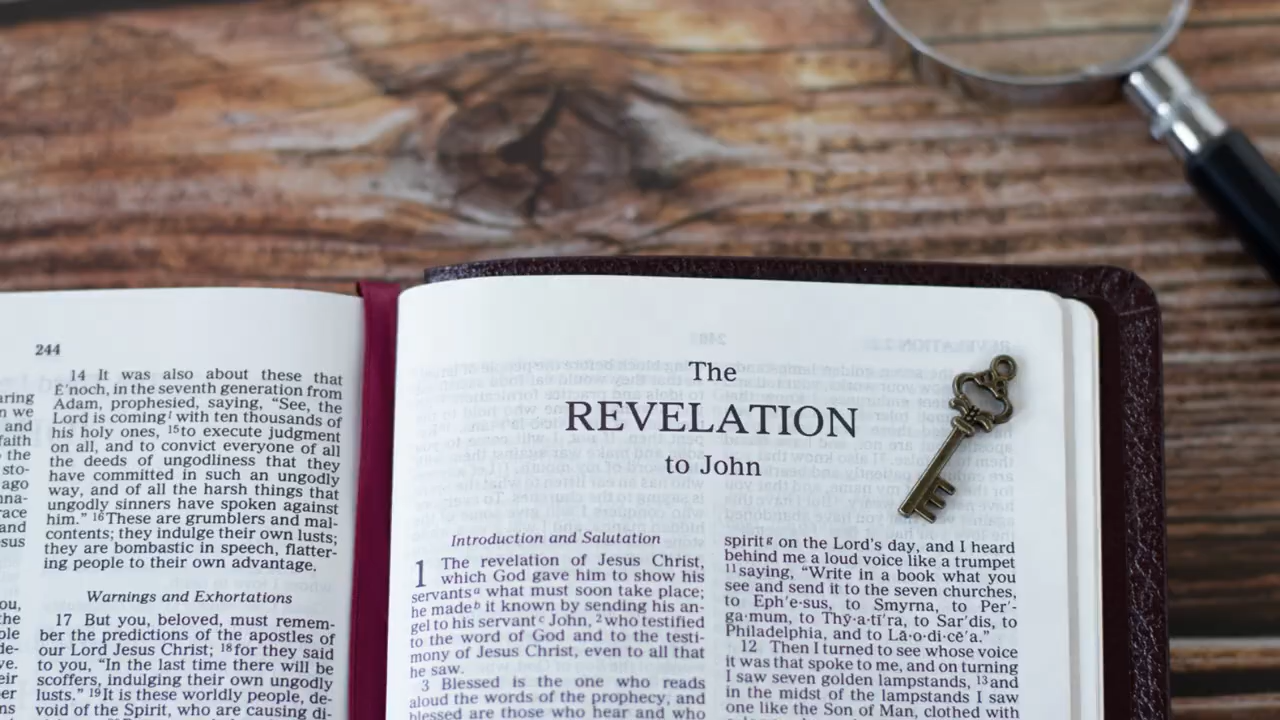 244
14 It was also about these that
E'noch, in the seventh generation from
Adam, prophesied, saying, “See, the
Lord is coming l with ten thousands of
his holy ones, 15 to execute judgment
on all, and to convict everyone of all
the deeds of ungodliness that they
have committed in such an ungodly
way, and of all the harsh things that
ungodly sinners have spoken against
him.” 16 These are grumblers and mal-
contents; they indulge their own lusts;
they are bombastic in speech, flatter-
ing people to their own advantage.
Warnings and Exhortations
17 But you, beloved, must remem-
ber the predictions of the apostles of
our Lord Jesus Christ; 18 for they said
to you, “In the last time there will be
scoffers, indulging their own ungodly
lusts.” 19 It is these worldly people, de-
void of the Spirit, who are causing di-
The
REVELATION
to John
Introduction and Salutation
1 The revelation of Jesus Christ,
which God gave him to show his
servants a what must soon take place;
he made b it known by sending his an-
gel to his servant c John, 2 who testified
to the word of God and to the testi-
mony of Jesus Christ, even to all that
he saw.
3 Blessed is the one who reads
aloud the words of the prophecy, and
blessed are those who hear and who
spirit g on the Lord's day, and I heard
behind me a loud voice like a trumpet
11 saying, “Write in a book what you
see and send it to the seven churches,
to Eph'e·sus, to Smyrna, to Per'-
ga·mum, to Thȳ·a·tī'ra, to Sar'dis, to
Philadelphia, and to Lā·o·di·cē'a.”
12 Then I turned to see whose voice
it was that spoke to me, and on turning
I saw seven golden lampstands, 13 and
in the midst of the lampstands I saw
one like the Son of Man, clothed with